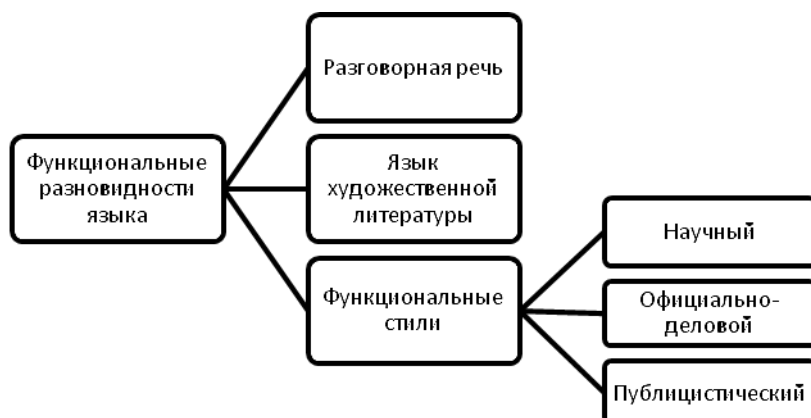 Функциональные
разновидности
языка
Разговорная речь
Язык
художественной
литературы
Функциональные
стили
Научный
Официально-
деловой
Публицистический